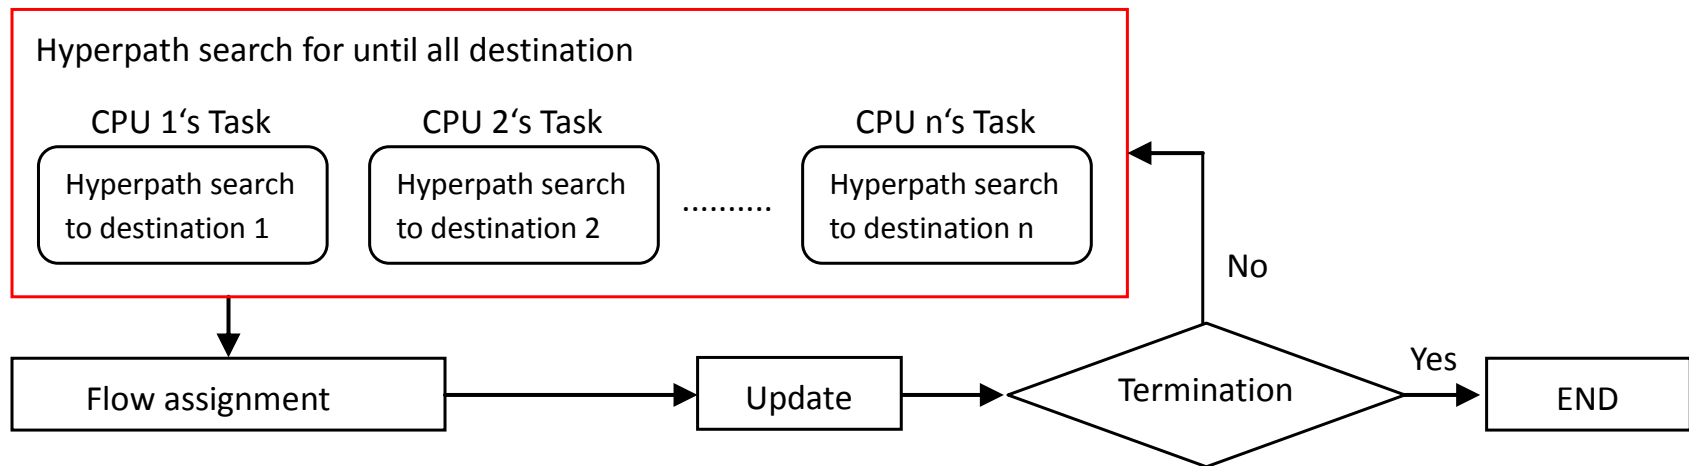 Hyperpath search for until all destination
CPU 1‘s Task
CPU 2‘s Task
CPU n‘s Task
Hyperpath search
to destination 1
Hyperpath search
to destination 2
..........
Hyperpath search
to destination n
No
Flow assignment
Update
Termination
Yes
END